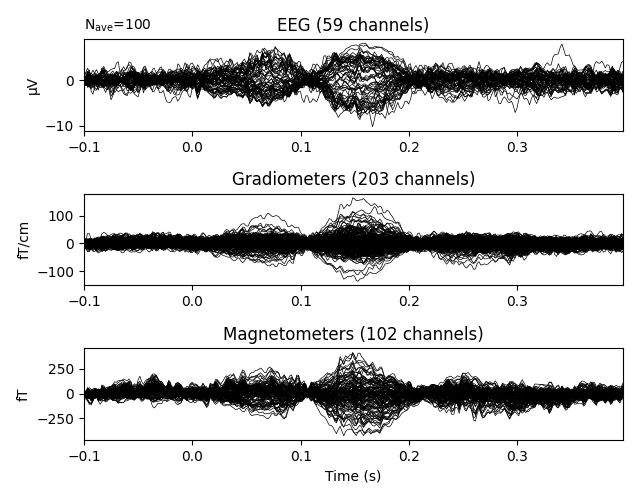 N_ave=100
EEG (59 channels)
µV
0
−10
−0.1 0.0 0.1 0.2 0.3
Gradiometers (203 channels)
fT/cm
100
0
−100
−0.1 0.0 0.1 0.2 0.3
Magnetometers (102 channels)
fT
250
0
−250
−0.1 0.0 0.1 0.2 0.3
Time (s)